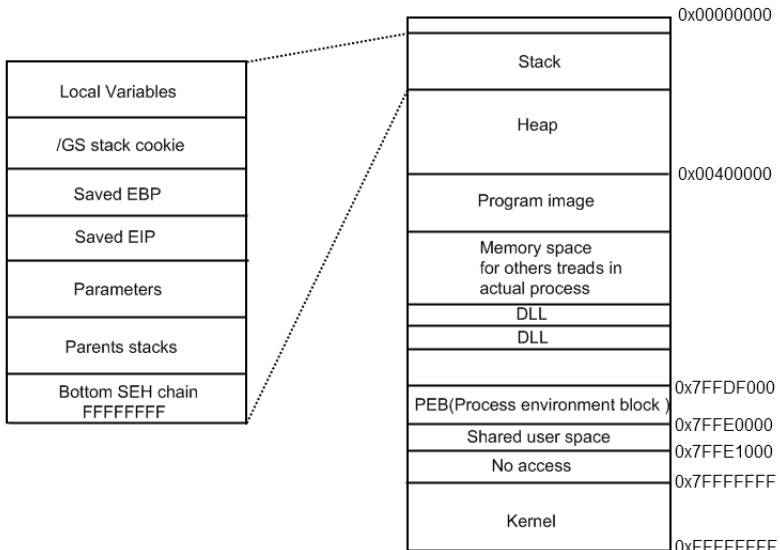 Local Variables
/GS stack cookie
Saved EBP
Saved EIP
Parameters
Parents stacks
Bottom SEH chain
FFFFFFFF
0x00000000
Stack
Heap
0x00400000
Program image
Memory space
for others treads in
actual process
DLL
DLL
0x7FFDF000
PEB(Process environment block )
0x7FFE0000
Shared user space
0x7FFE1000
No access
0x7FFFFFFF
Kernel
0xFFFFFFFF